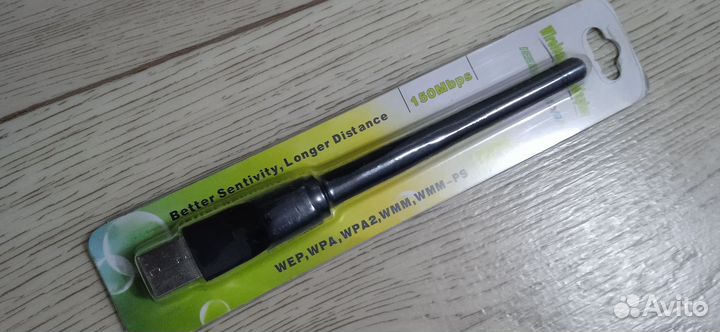 Better Sentivity, Longer Distance
150Mbps
WEP,WPA,WPA2,WMM,WMM-PS
Avito